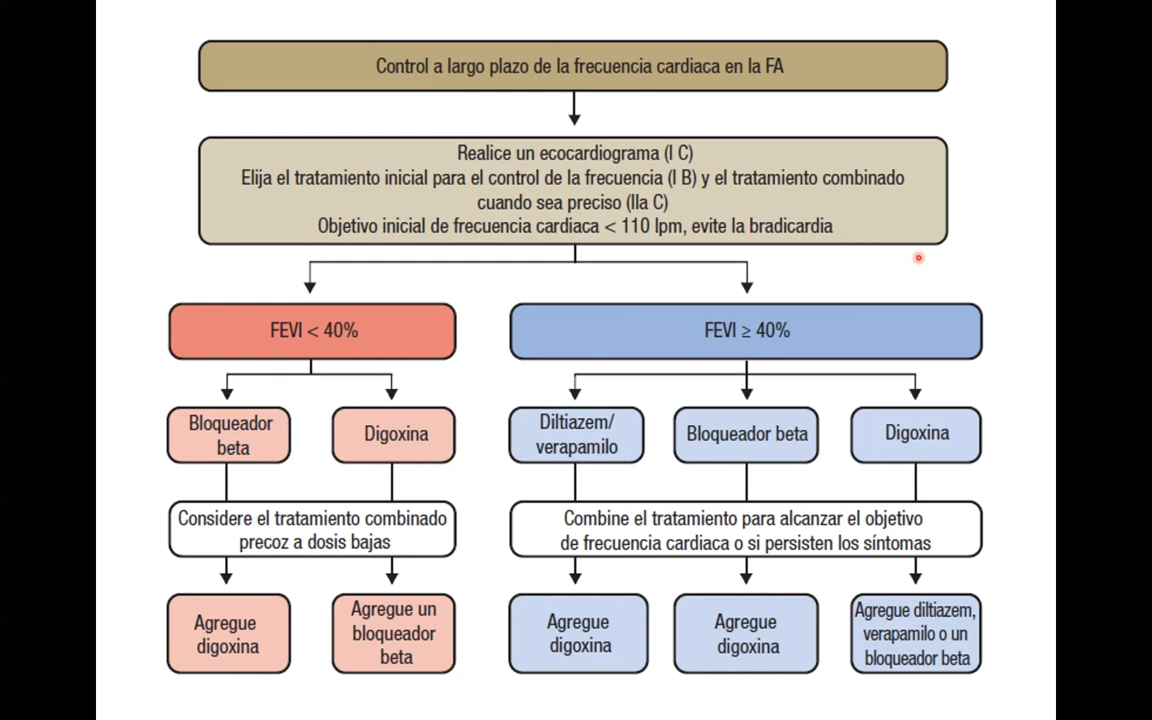 Control a largo plazo de la frecuencia cardiaca en la FA
Realice un ecocardiograma (I C)
Elija el tratamiento inicial para el control de la frecuencia (I B) y el tratamiento combinado
cuando sea preciso (IIa C)
Objetivo inicial de frecuencia cardiaca < 110 lpm, evite la bradicardia
FEVI < 40%
FEVI ≥ 40%
Bloqueador
beta
Digoxina
Diltiazem/
verapamilo
Bloqueador beta
Digoxina
Considere el tratamiento combinado
precoz a dosis bajas
Combine el tratamiento para alcanzar el objetivo
de frecuencia cardiaca o si persisten los síntomas
Agregue
digoxina
Agregue un
bloqueador
beta
Agregue
digoxina
Agregue
digoxina
Agregue diltiazem,
verapamilo o un
bloqueador beta